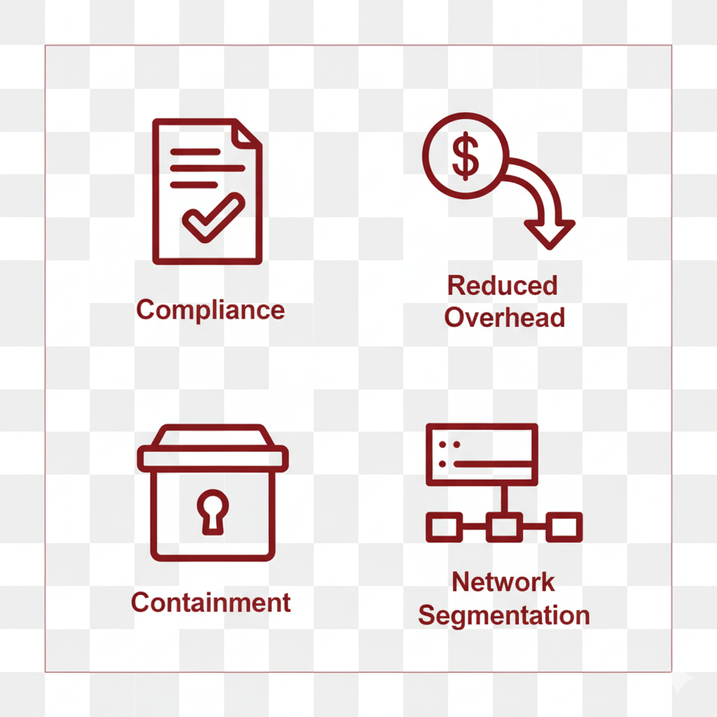 $
Compliance
Reduced
Overhead
Containment
Network
Segmentation